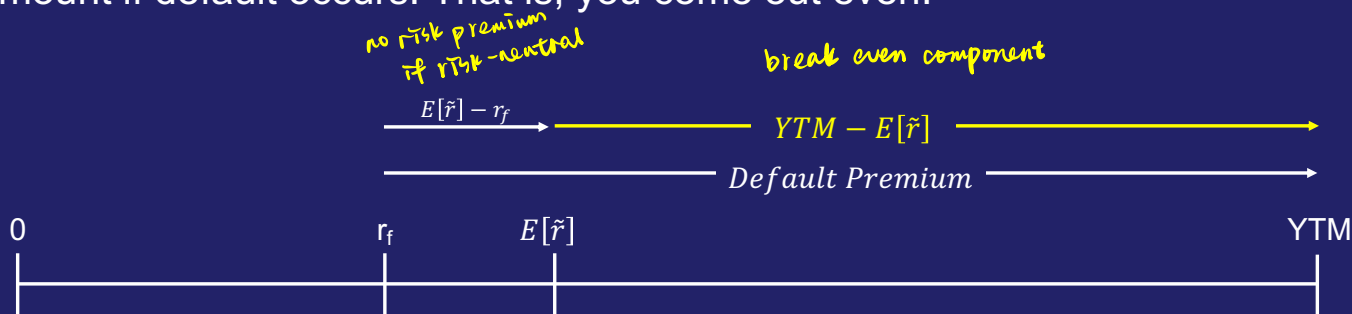 mount if default occurs. That is, you come out even.
no risk premium
if risk-neutral
break even component
E[r̃] − r_f
YTM − E[r̃]
Default Premium
0 r_f E[r̃] YTM